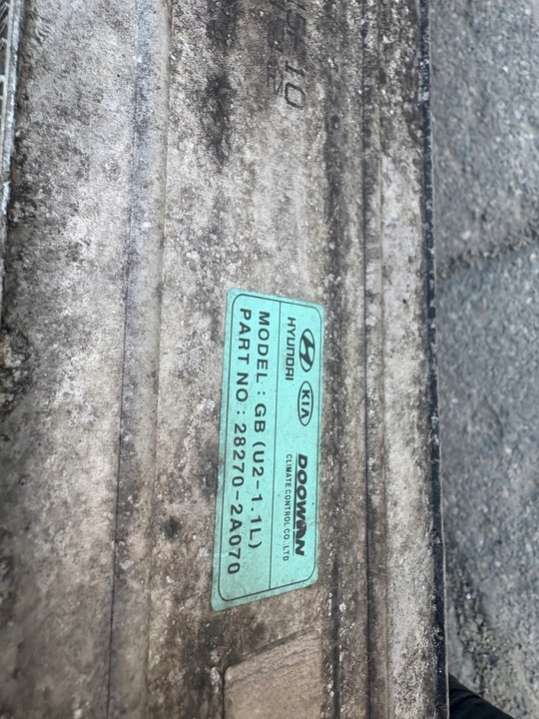 HYUNDAI
KIA
DOOWON
CLIMATE CONTROL CO., LTD
MODEL : GB (U2-1.1L)
PART NO : 28270-2A070